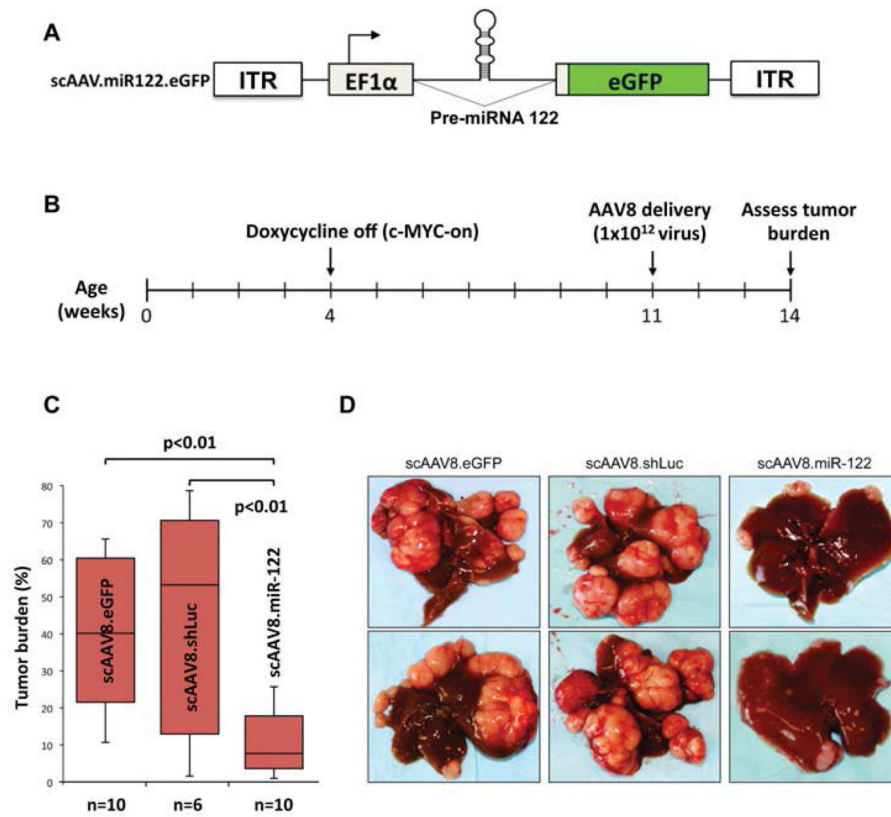 A
scAAV.miR122.eGFP ITR EF1α eGFP ITR
Pre-miRNA 122
B
Doxycycline off (c-MYC-on)
AAV8 delivery
(1x10¹² virus)
Assess tumor
burden
Age
(weeks)
0 4 11 14
C
p<0.01
p<0.01
Tumor burden (%)
80
70
60
50
40
30
20
10
0
scAAV8.eGFP
scAAV8.shLuc
scAAV8.miR-122
n=10 n=6 n=10
D
scAAV8.eGFP scAAV8.shLuc scAAV8.miR-122